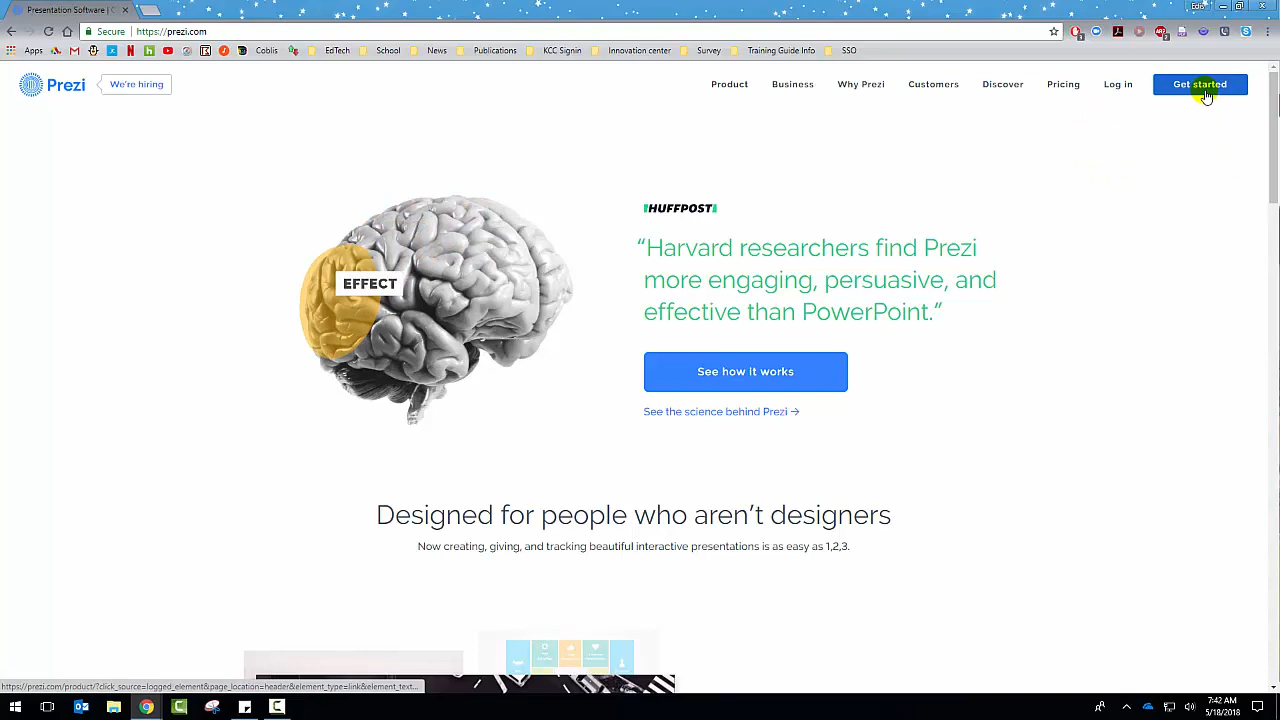 Presentation Software |
Secure | https://prezi.com
Apps
Coblis
EdTech
School
News
Publications
KCC Signin
Innovation center
Survey
Training Guide Info
SSO
Prezi
We're hiring
Product
Business
Why Prezi
Customers
Discover
Pricing
Log in
Get started
EFFECT
HUFFPOST
“Harvard researchers find Prezi
more engaging, persuasive, and
effective than PowerPoint.”
See how it works
See the science behind Prezi →
Designed for people who aren’t designers
Now creating, giving, and tracking beautiful interactive presentations is as easy as 1,2,3.
https://prezi.com/product/?click_source=logged_element&page_location=header&element_type=link&element_text...
7:42 AM
5/18/2018